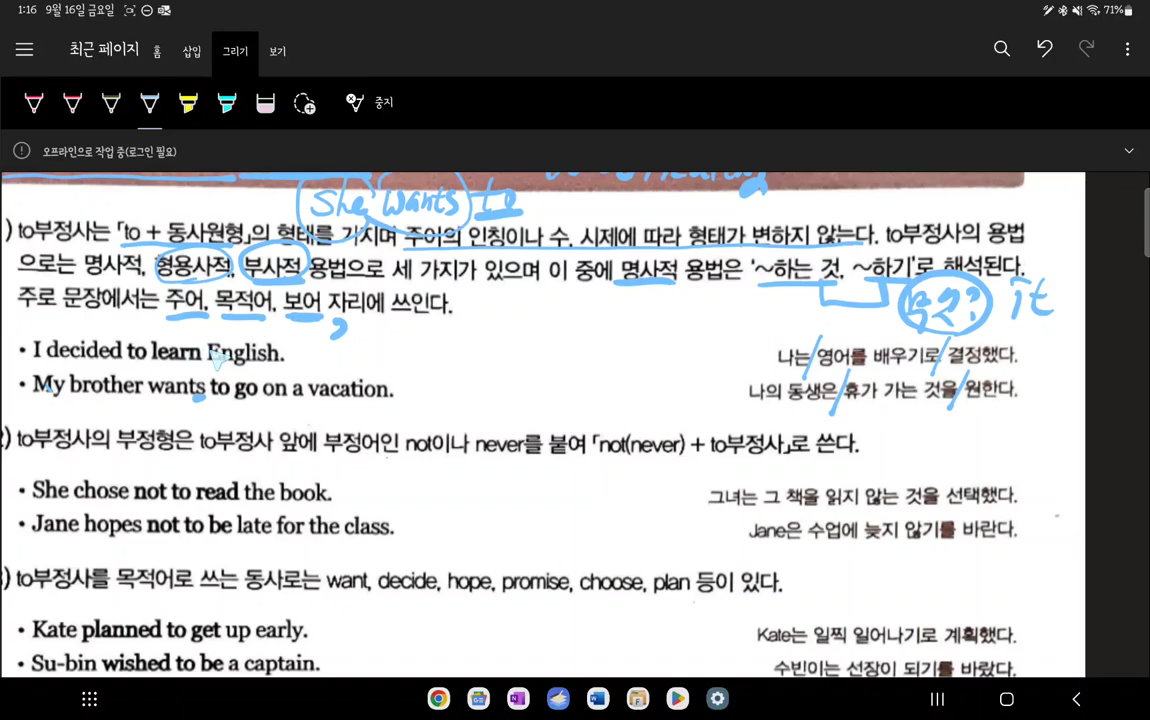 1:16 9월 16일 금요일 71%
최근 페이지 홈 삽입 그리기 보기
중지
오프라인으로 작업 중(로그인 필요)
She wants to
) to부정사는 「to + 동사원형」의 형태를 가지며 주어의 인칭이나 수, 시제에 따라 형태가 변하지 않는다. to부정사의 용법
으로는 명사적, 형용사적, 부사적 용법으로 세 가지가 있으며 이 중에 명사적 용법은 '~하는 것, ~하기'로 해석된다.
주로 문장에서는 주어, 목적어, 보어 자리에 쓰인다.
it
• I decided to learn English. 나는 영어를 배우기로 결정했다.
• My brother wants to go on a vacation. 나의 동생은 휴가 가는 것을 원한다.
2) to부정사의 부정형은 to부정사 앞에 부정어인 not이나 never를 붙여 「not(never) + to부정사」로 쓴다.
• She chose not to read the book. 그녀는 그 책을 읽지 않는 것을 선택했다.
• Jane hopes not to be late for the class. Jane은 수업에 늦지 않기를 바란다.
3) to부정사를 목적어로 쓰는 동사로는 want, decide, hope, promise, choose, plan 등이 있다.
• Kate planned to get up early. Kate는 일찍 일어나기로 계획했다.
• Su-bin wished to be a captain. 수빈이는 선장이 되기를 바랐다.